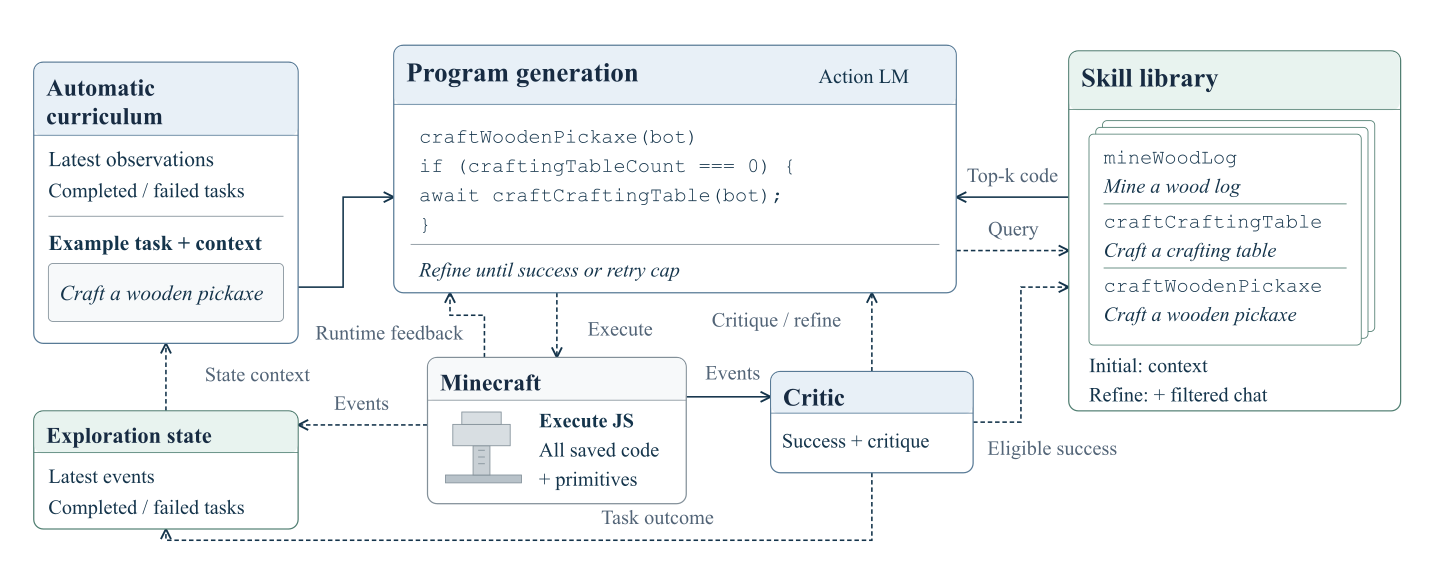 Automatic
curriculum
Latest observations
Completed / failed tasks
Example task + context
Craft a wooden pickaxe
Program generation
Action LM
craftWoodenPickaxe(bot)
if (craftingTableCount === 0) {
await craftCraftingTable(bot);
}
Refine until success or retry cap
Top-k code
Query
Skill library
mineWoodLog
Mine a wood log
craftCraftingTable
Craft a crafting table
craftWoodenPickaxe
Craft a wooden pickaxe
Initial: context
Refine: + filtered chat
Runtime feedback
Execute
Critique / refine
State context
Events
Minecraft
Execute JS
All saved code
+ primitives
Events
Critic
Success + critique
Eligible success
Exploration state
Latest events
Completed / failed tasks
Task outcome